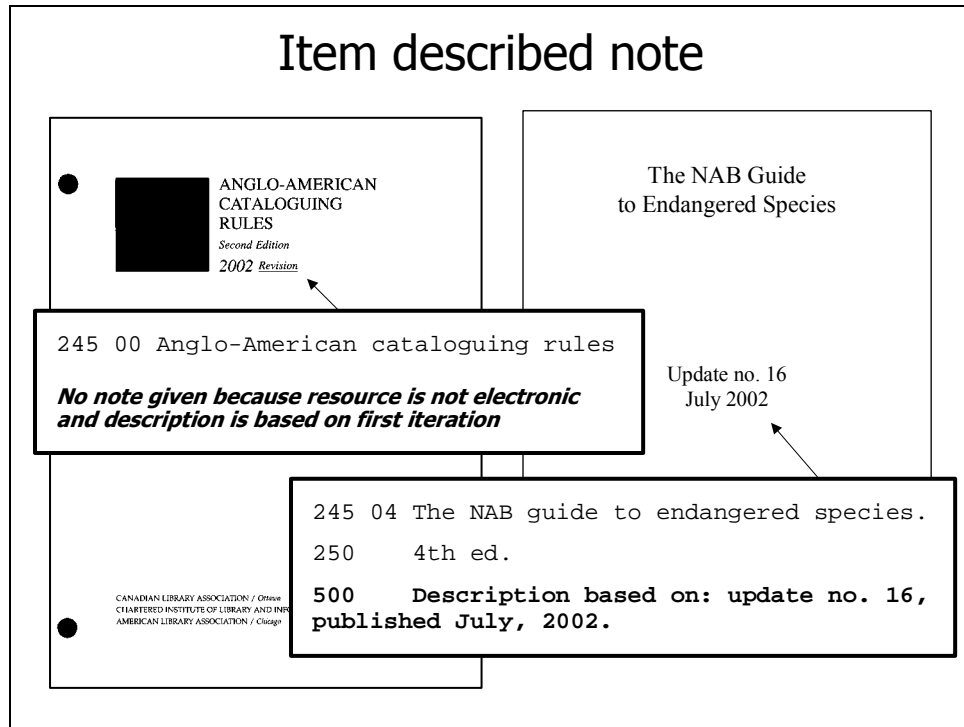 Item described note
ANGLO-AMERICAN
CATALOGUING
RULES
Second Edition
2002 Revision
245 00 Anglo-American cataloguing rules
No note given because resource is not electronic
and description is based on first iteration
CANADIAN LIBRARY ASSOCIATION / Ottawa
CHARTERED INSTITUTE OF LIBRARY AND
AMERICAN LIBRARY ASSOCIATION / Chicago
The NAB Guide
to Endangered Species
Update no. 16
July 2002
245 04 The NAB guide to endangered species.
250 4th ed.
500 Description based on: update no. 16,
published July, 2002.